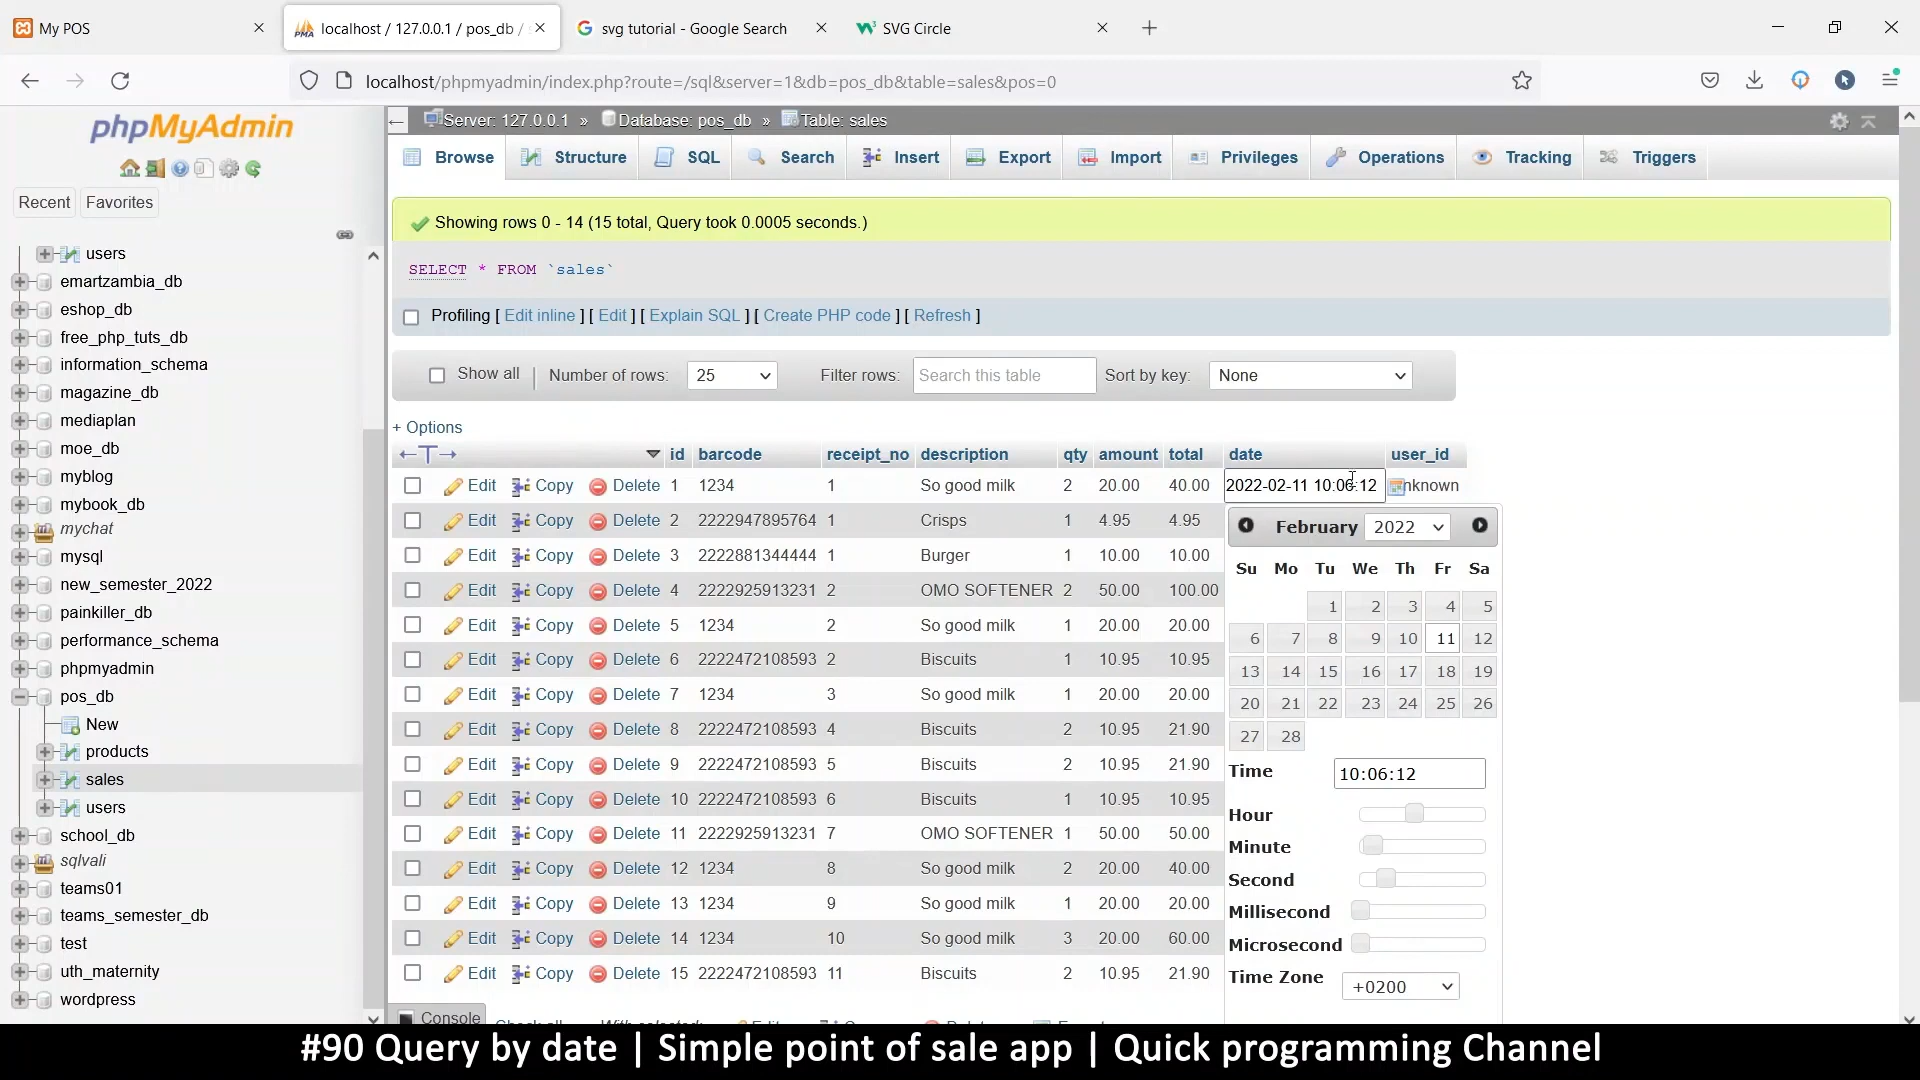 My POS
localhost / 127.0.0.1 / pos_db /
svg tutorial - Google Search
SVG Circle
localhost/phpmyadmin/index.php?route=/sql&server=1&db=pos_db&table=sales&pos=0
phpMyAdmin
Recent
Favorites
users
emartzambia_db
eshop_db
free_php_tuts_db
information_schema
magazine_db
mediaplan
moe_db
myblog
mybook_db
mychat
mysql
new_semester_2022
painkiller_db
performance_schema
phpmyadmin
pos_db
New
products
sales
users
school_db
sqlvali
teams01
teams_semester_db
test
uth_maternity
wordpress
Server: 127.0.0.1 » Database: pos_db » Table: sales
Browse Structure SQL Search Insert Export Import Privileges Operations Tracking Triggers
Showing rows 0 - 14 (15 total, Query took 0.0005 seconds.)
SELECT * FROM `sales`
Profiling [ Edit inline ] [ Edit ] [ Explain SQL ] [ Create PHP code ] [ Refresh ]
Show all Number of rows: 25 Filter rows: Search this table Sort by key: None
+ Options
id barcode receipt_no description qty amount total date user_id
Edit Copy Delete 1 1234 1 So good milk 2 20.00 40.00 2022-02-11 10:06:12 nknown
Edit Copy Delete 2 2222947895764 1 Crisps 1 4.95 4.95
Edit Copy Delete 3 2222881344444 1 Burger 1 10.00 10.00
Edit Copy Delete 4 2222925913231 2 OMO SOFTENER 2 50.00 100.00
Edit Copy Delete 5 1234 2 So good milk 1 20.00 20.00
Edit Copy Delete 6 2222472108593 2 Biscuits 1 10.95 10.95
Edit Copy Delete 7 1234 3 So good milk 1 20.00 20.00
Edit Copy Delete 8 2222472108593 4 Biscuits 2 10.95 21.90
Edit Copy Delete 9 2222472108593 5 Biscuits 2 10.95 21.90
Edit Copy Delete 10 2222472108593 6 Biscuits 1 10.95 10.95
Edit Copy Delete 11 2222925913231 7 OMO SOFTENER 1 50.00 50.00
Edit Copy Delete 12 1234 8 So good milk 2 20.00 40.00
Edit Copy Delete 13 1234 9 So good milk 1 20.00 20.00
Edit Copy Delete 14 1234 10 So good milk 3 20.00 60.00
Edit Copy Delete 15 2222472108593 11 Biscuits 2 10.95 21.90
February 2022
Su Mo Tu We Th Fr Sa
1 2 3 4 5
6 7 8 9 10 11 12
13 14 15 16 17 18 19
20 21 22 23 24 25 26
27 28
Time 10:06:12
Hour
Minute
Second
Millisecond
Microsecond
Time Zone +0200
Console
#90 Query by date | Simple point of sale app | Quick programming Channel